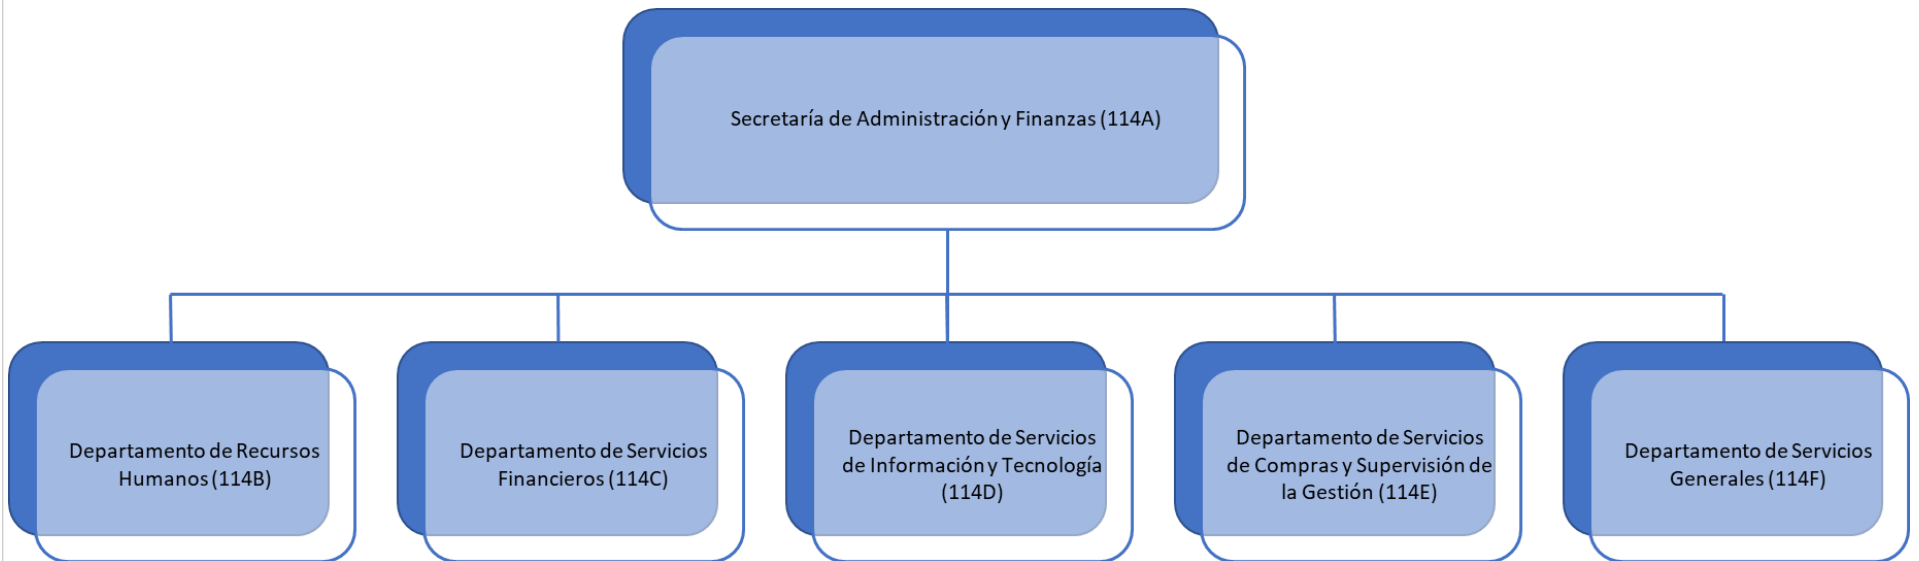 Secretaría de Administración y Finanzas (114A)
Departamento de Recursos
Humanos (114B)
Departamento de Servicios
Financieros (114C)
Departamento de Servicios
de Información y Tecnología
(114D)
Departamento de Servicios
de Compras y Supervisión de
la Gestión (114E)
Departamento de Servicios
Generales (114F)